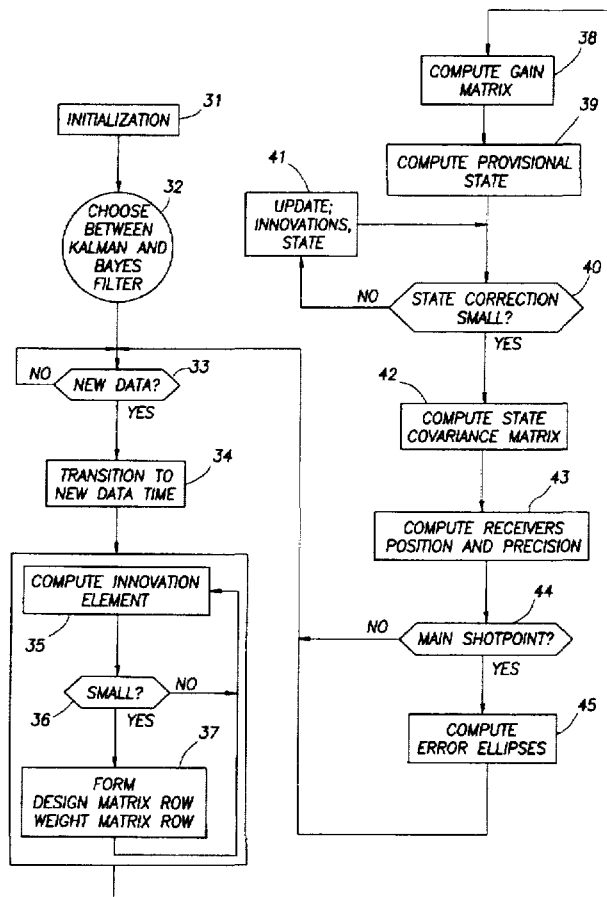 31
INITIALIZATION
32
CHOOSE
BETWEEN
KALMAN AND
BAYES
FILTER
NO
NEW DATA?
33
YES
34
TRANSITION TO
NEW DATA TIME
COMPUTE INNOVATION
ELEMENT
35
SMALL?
NO
36
YES
37
FORM
DESIGN MATRIX ROW
WEIGHT MATRIX ROW
38
COMPUTE GAIN
MATRIX
39
COMPUTE PROVISIONAL
STATE
41
UPDATE;
INNOVATIONS,
STATE
40
NO
STATE CORRECTION
SMALL?
YES
42
COMPUTE STATE
COVARIANCE MATRIX
43
COMPUTE RECEIVERS
POSITION AND PRECISION
44
NO
MAIN SHOTPOINT?
YES
45
COMPUTE
ERROR ELLIPSES